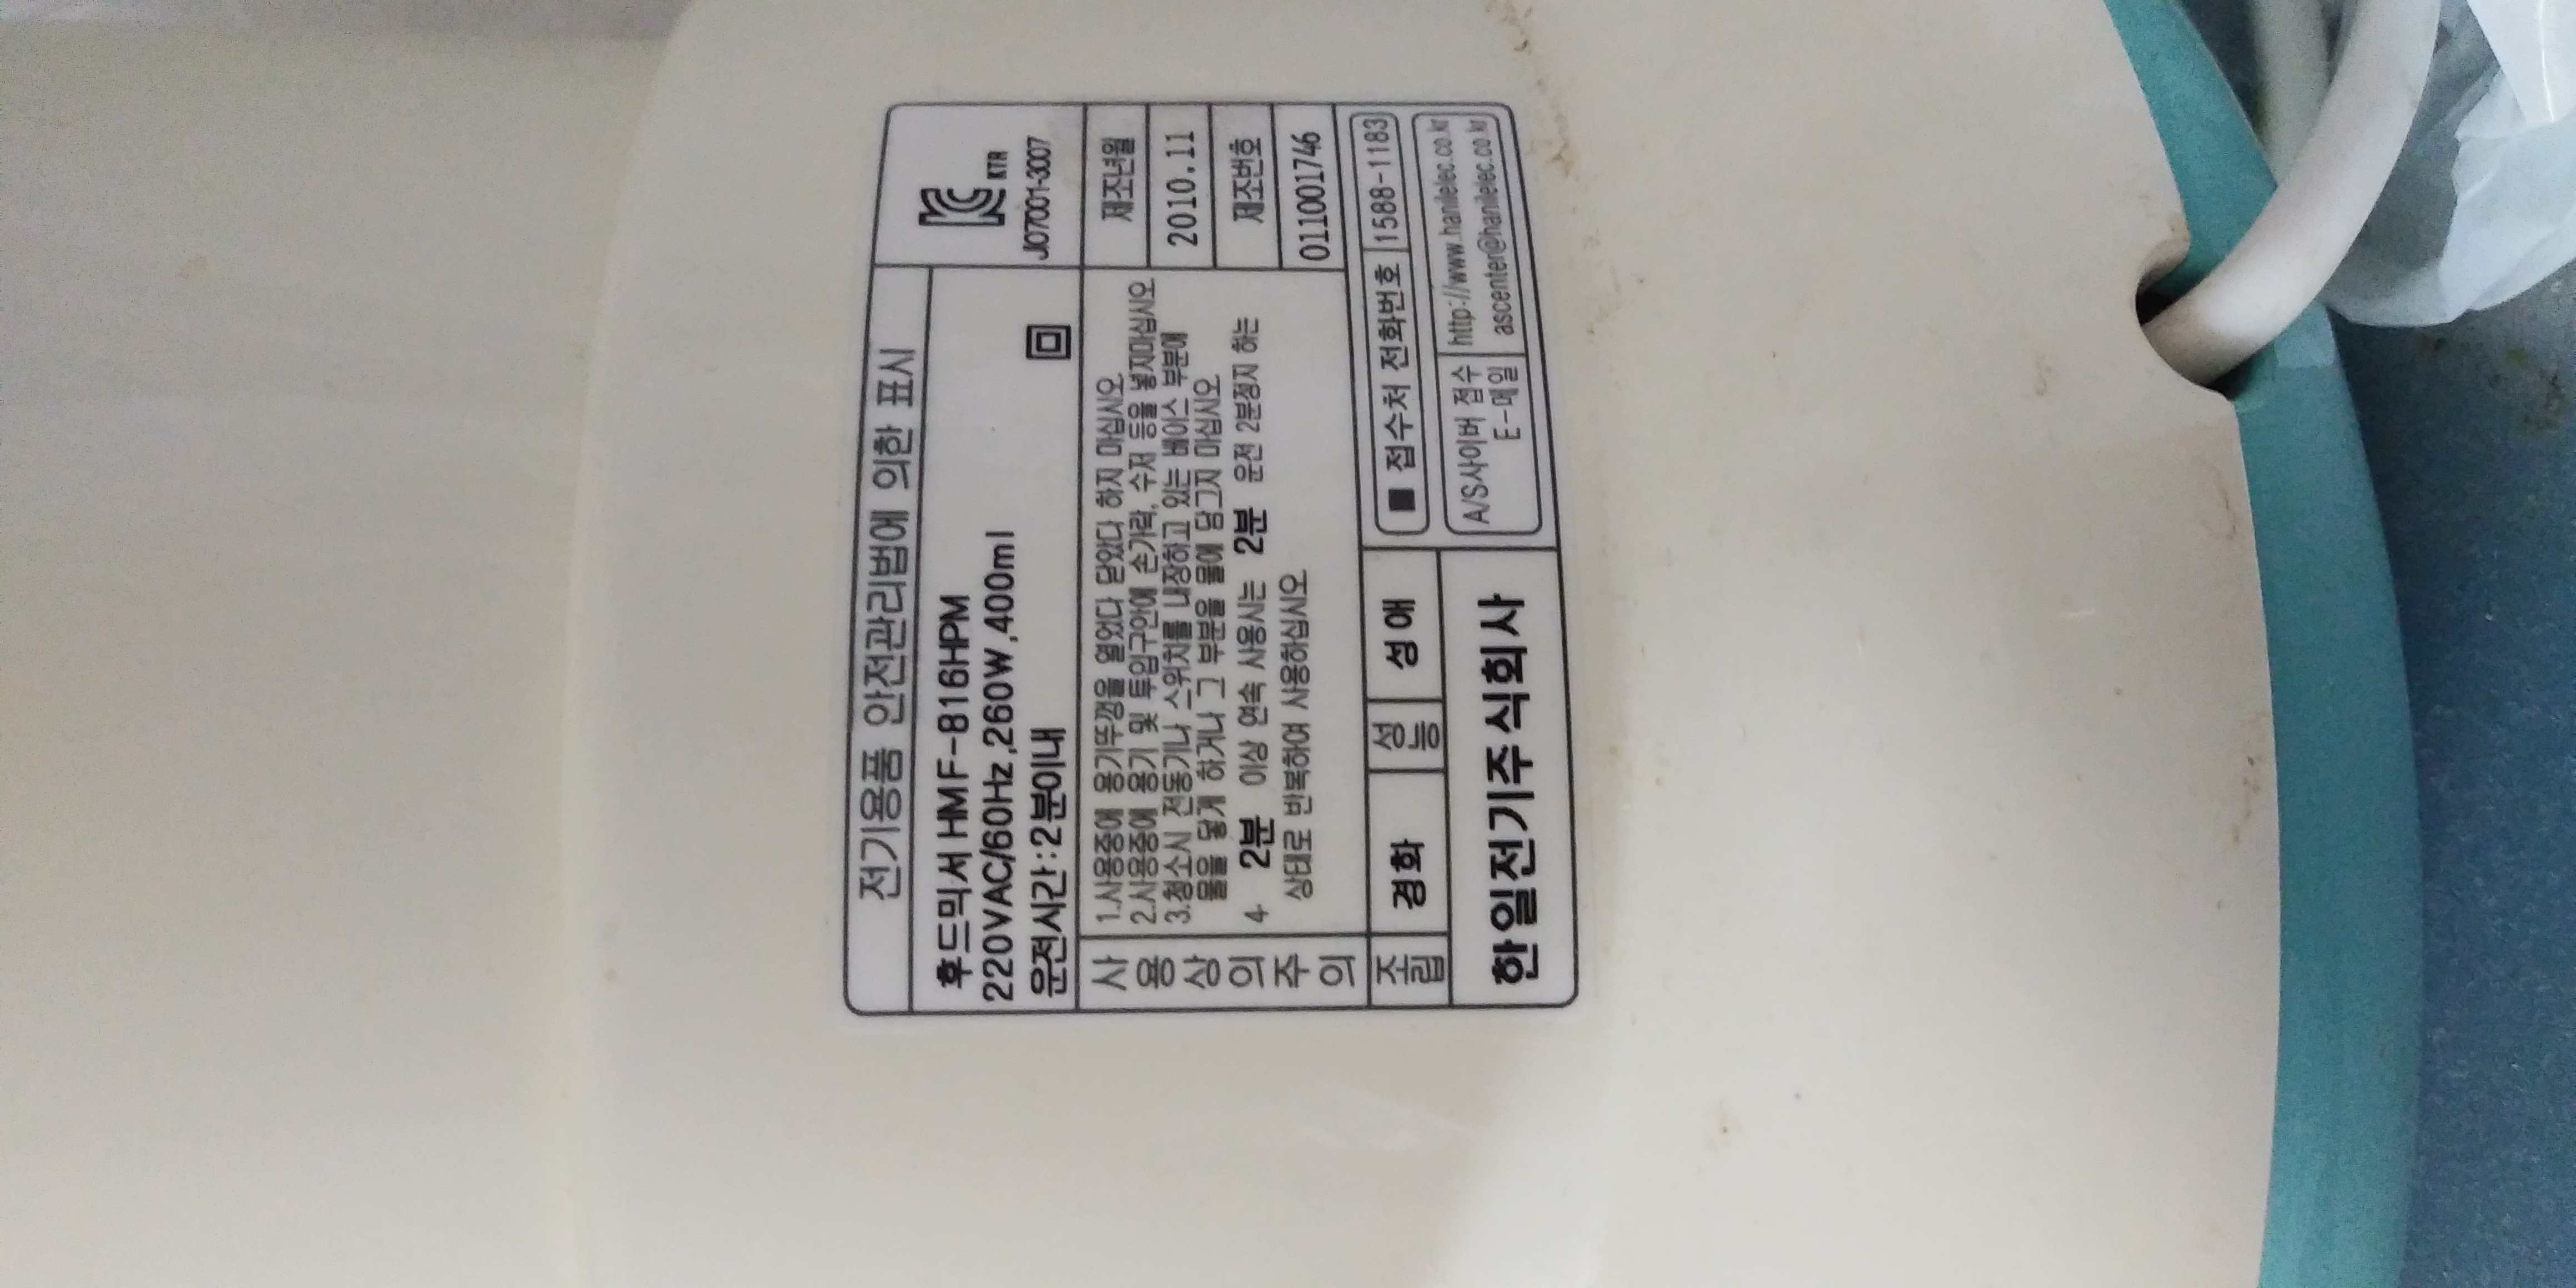 전기용품 안전관리법에 의한 표시
후드믹서 HMF-816HPM
220VAC/60Hz,260W,400ml
운전시간:2분이내
KTR
J107001-3007
사용상의주의
1.사용중에 용기뚜껑을 열었다 닫았다 하지 마십시오.
2.사용중에 용기 및 투입구안에 손가락, 수저 등을 넣지마십시오
3.청소시 전동기나 스위치를 내장하고 있는 베이스 부분에
물을 닿게 하거나 그 부분을 물에 담그지 마십시오.
4 2분 이상 연속 사용시는 2분 운전 2분정지 하는
상태로 반복하여 사용하십시오
제조년월
2010.11
제조번호
0110001746
조립 경화 성능 성애
■ 접수처 전화번호 1588-1183
A/S사이버 접수 http://www.hanilelec.co.kr
E-메일 ascenter@hanilelec.co.kr
한일전기주식회사